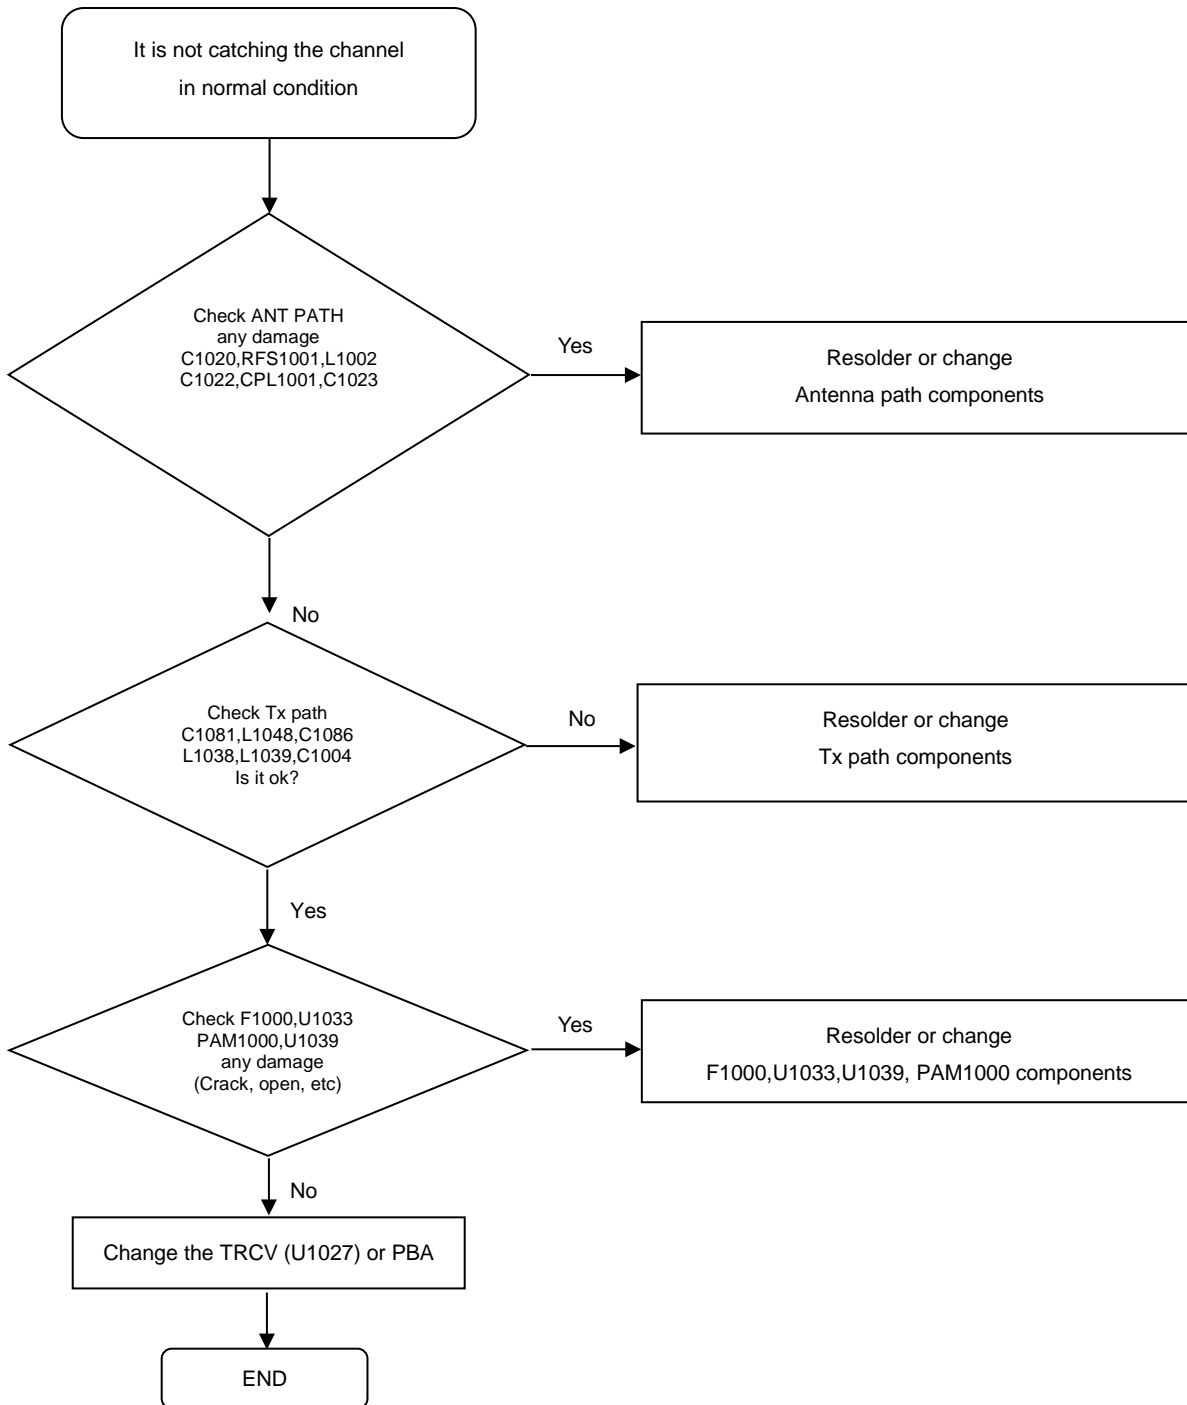 It is not catching the channel
in normal condition
Check ANT PATH
any damage
C1020,RFS1001,L1002
C1022,CPL1001,C1023
Yes
Resolder or change
Antenna path components
No
Check Tx path
C1081,L1048,C1086
L1038,L1039,C1004
Is it ok?
No
Resolder or change
Tx path components
Yes
Check F1000,U1033
PAM1000,U1039
any damage
(Crack, open, etc)
Yes
Resolder or change
F1000,U1033,U1039, PAM1000 components
No
Change the TRCV (U1027) or PBA
END